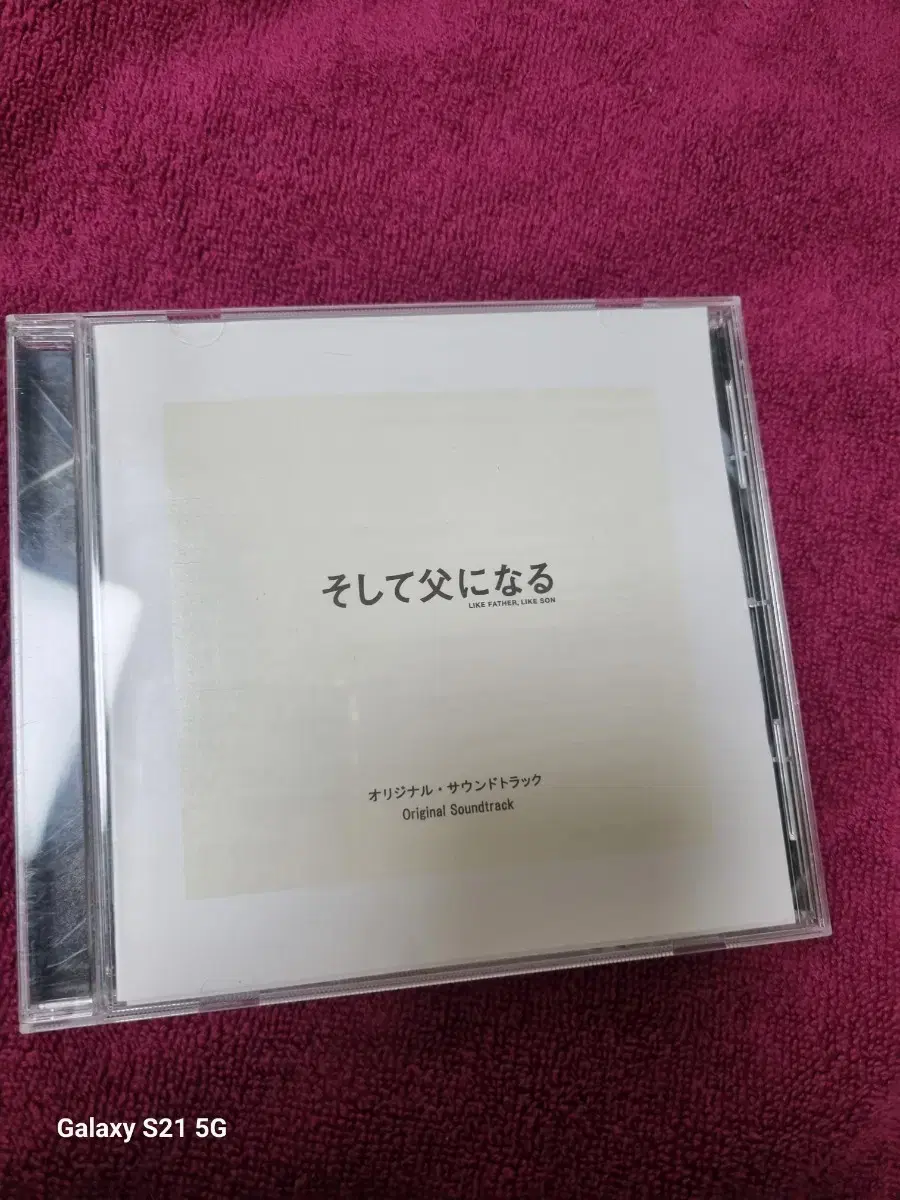 そして父になる
LIKE FATHER, LIKE SON
オリジナル・サウンドトラック
Original Soundtrack
Galaxy S21 5G